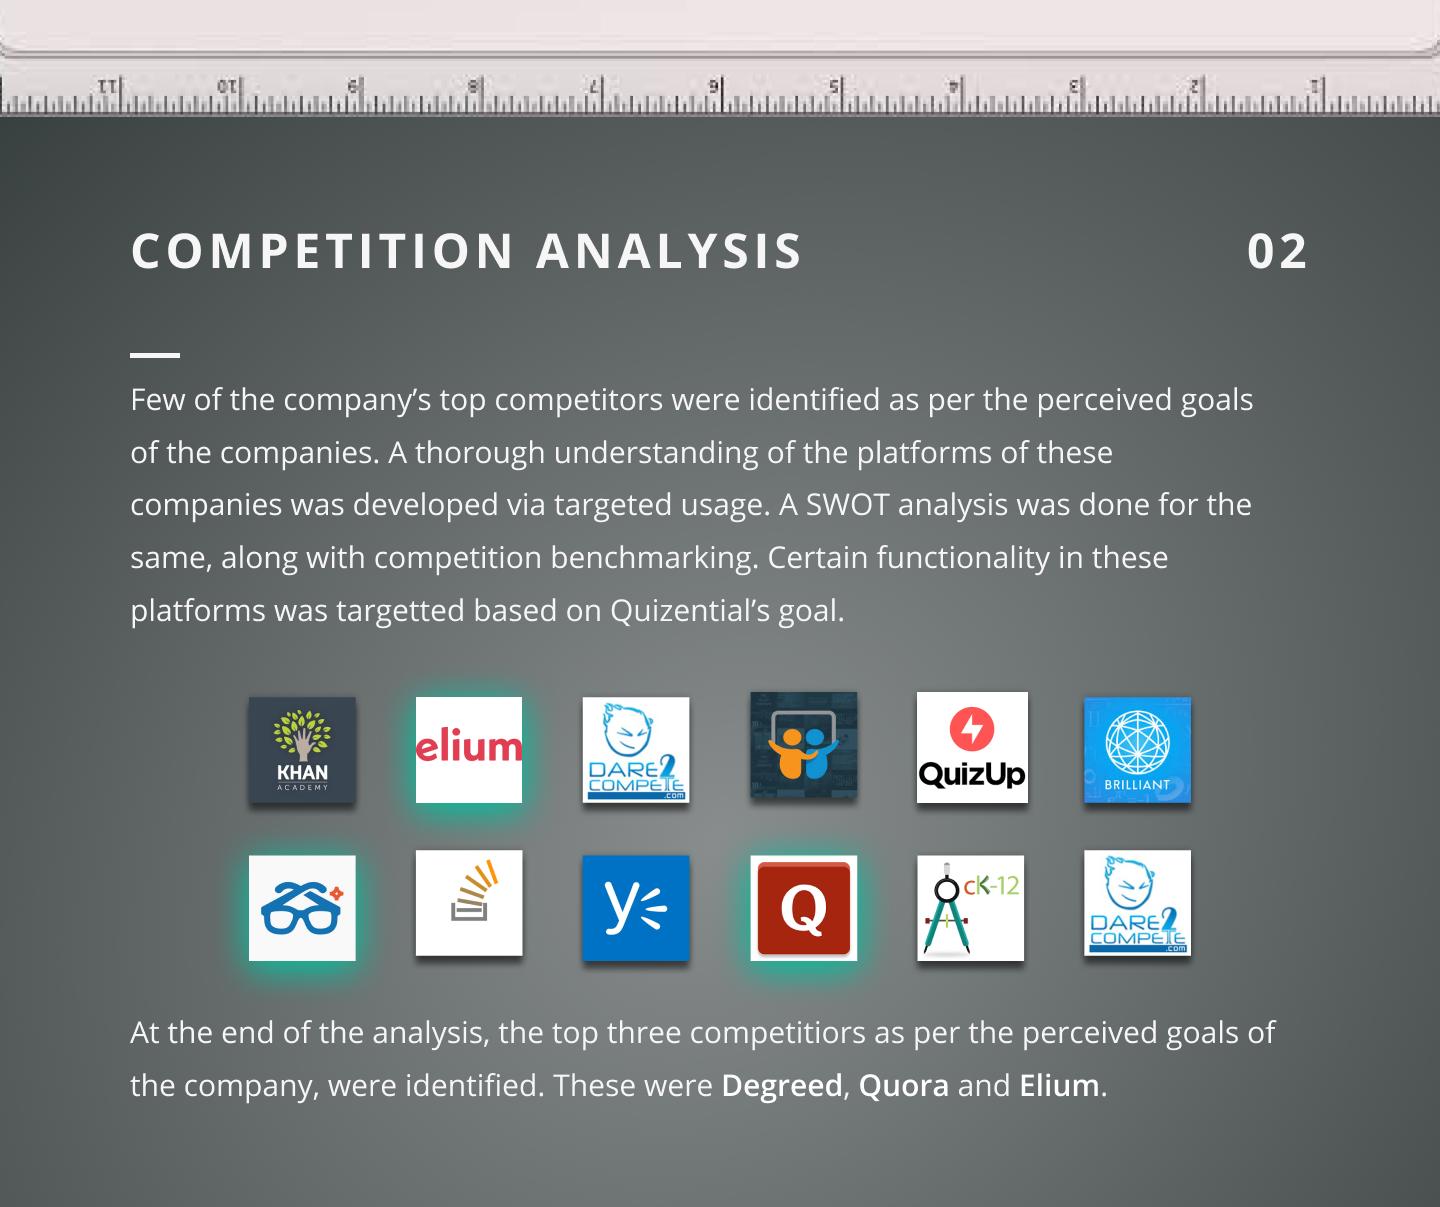 11 10 9 8 7 6 5 4 3 2 1
COMPETITION ANALYSIS 02
Few of the company’s top competitors were identified as per the perceived goals
of the companies. A thorough understanding of the platforms of these
companies was developed via targeted usage. A SWOT analysis was done for the
same, along with competition benchmarking. Certain functionality in these
platforms was targetted based on Quizential’s goal.
KHAN
ACADEMY
elium
DARE2
COMPETE
.com
QuizUp
BRILLIANT
y
Q
cK-12
DARE2
COMPETE
.com
At the end of the analysis, the top three competitiors as per the perceived goals of
the company, were identified. These were Degreed, Quora and Elium.